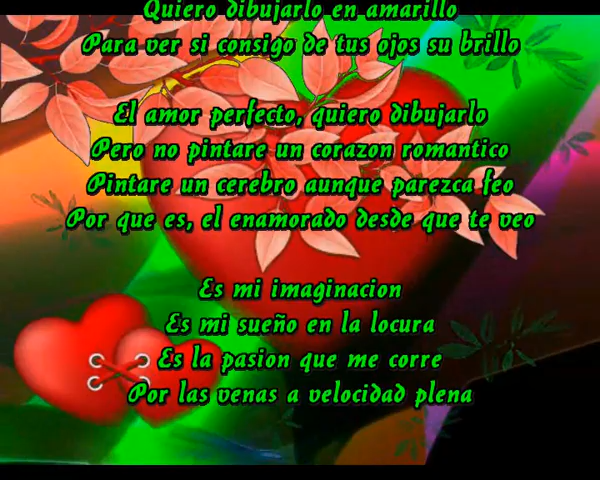 Quiero dibujarlo en amarillo
Para ver si consigo de tus ojos su brillo
El amor perfecto, quiero dibujarlo
Pero no pintare un corazon romantico
Pintare un cerebro aunque parezca feo
Por que es, el enamorado desde que te veo
Es mi imaginacion
Es mi sueño en la locura
Es la pasion que me corre
Por las venas a velocidad plena